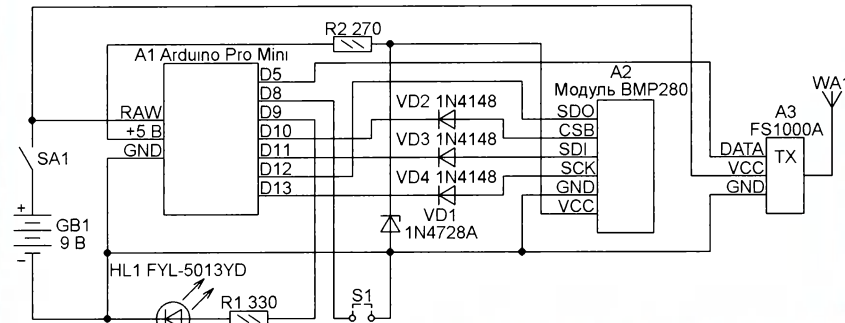 R2 270
A1 Arduino Pro Mini
D5
D8
RAW
D9
+5 В
D10
GND
D11
D12
D13
SA1
+
GB1
9 В
−
VD2 1N4148
VD3 1N4148
VD4 1N4148
VD1
1N4728A
A2
Модуль BMP280
SDO
CSB
SDI
SCK
GND
VCC
WA1
A3
FS1000A
DATA
TX
VCC
GND
HL1 FYL-5013YD
R1 330
S1